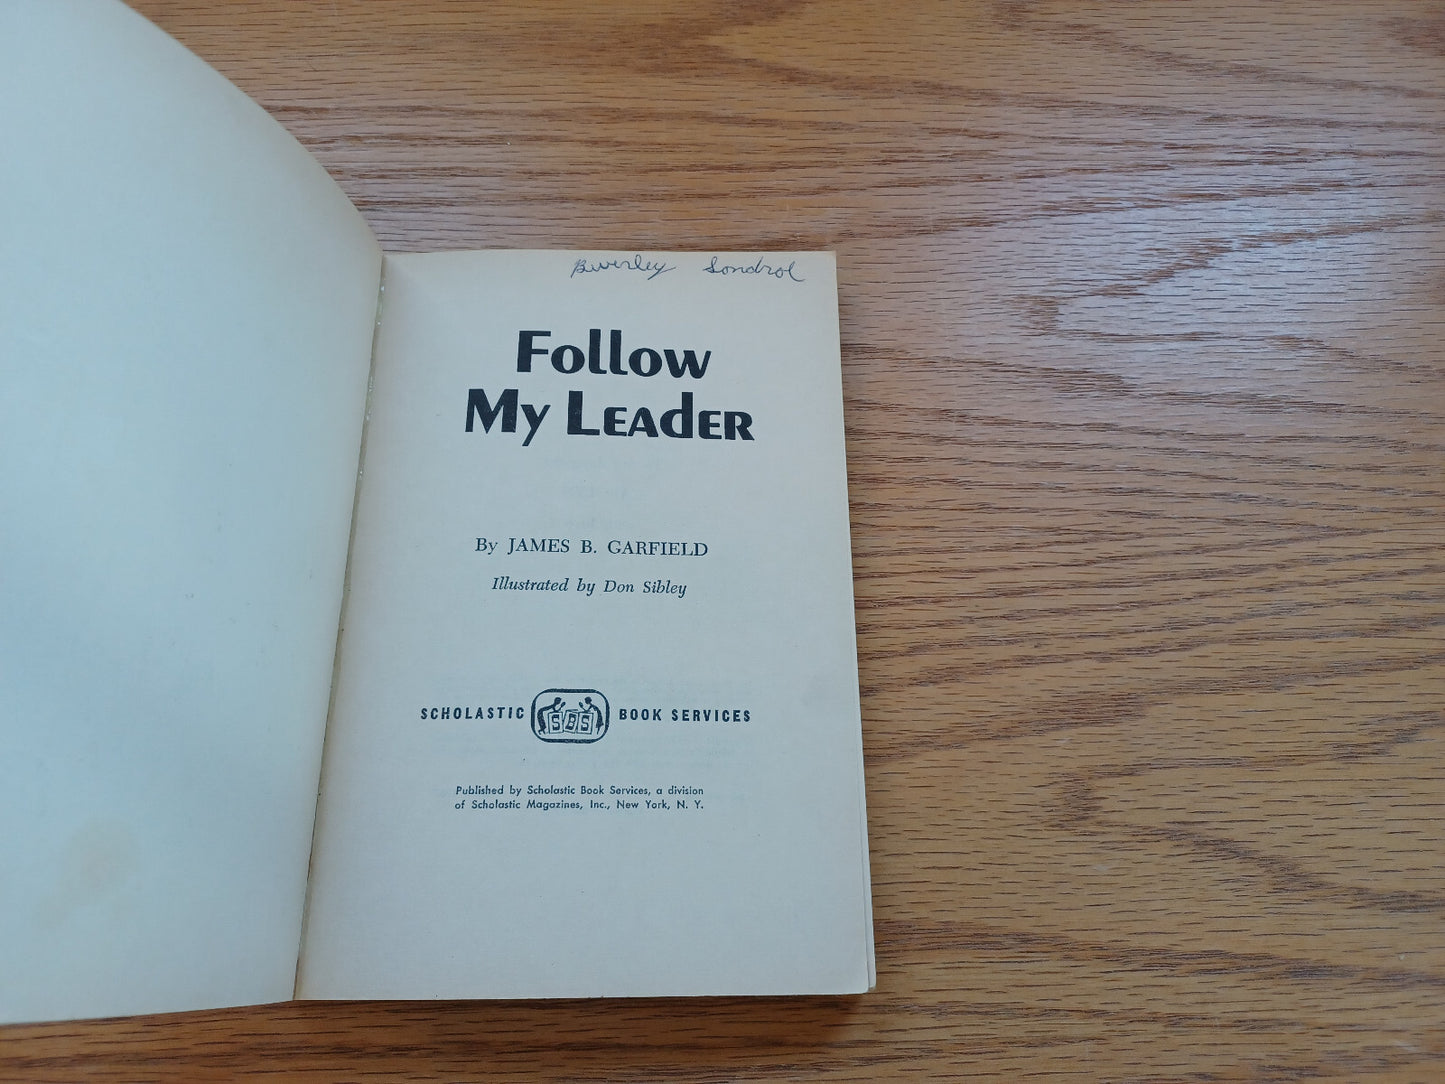 Beverley Sondrol
Follow
My Leader
By JAMES B. GARFIELD
Illustrated by Don Sibley
SCHOLASTIC SBS BOOK SERVICES
Published by Scholastic Book Services, a division
of Scholastic Magazines, Inc., New York, N. Y.